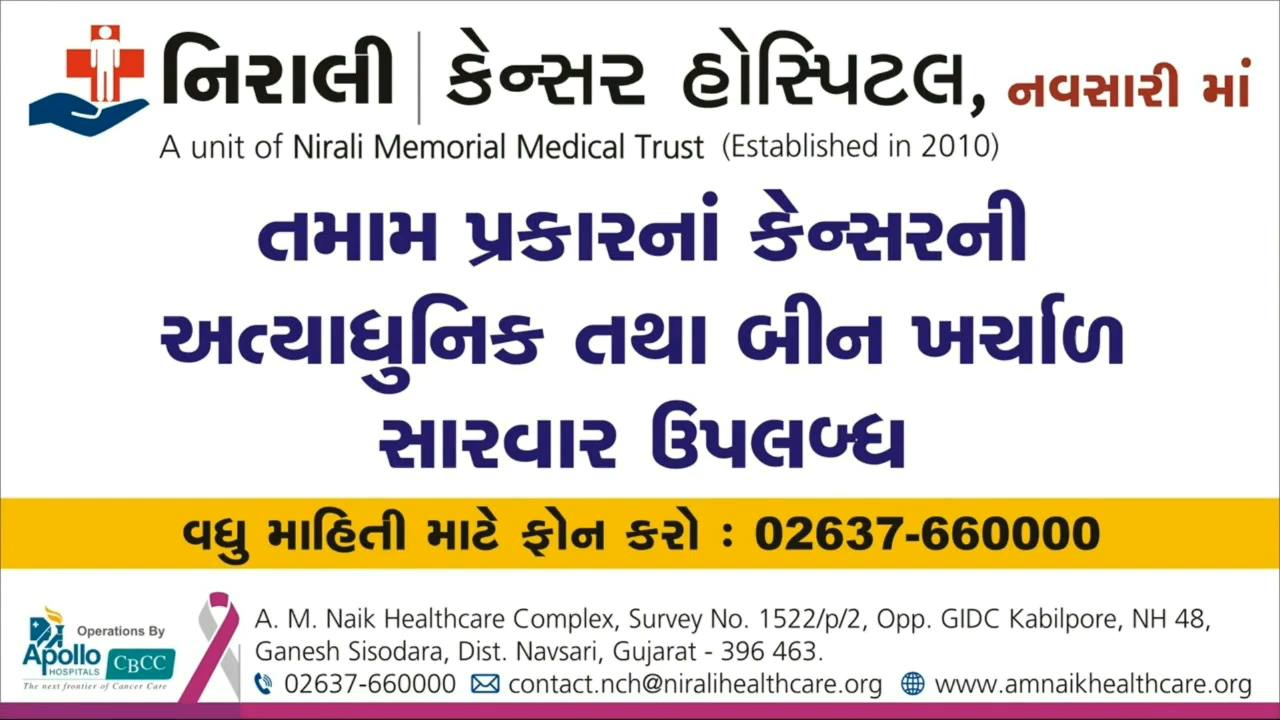 નિરાલી | કેન્સર હોસ્પિટલ, નવસારી માં
A unit of Nirali Memorial Medical Trust (Established in 2010)
તમામ પ્રકારનાં કેન્સરની
અત્યાધુનિક તથા બીન ખર્ચાળ
સારવાર ઉપલબ્ધ
વધુ માહિતી માટે ફોન કરો : 02637-660000
Operations By
Apollo
HOSPITALS
CBCC
The next frontier of Cancer Care
A. M. Naik Healthcare Complex, Survey No. 1522/p/2, Opp. GIDC Kabilpore, NH 48,
Ganesh Sisodara, Dist. Navsari, Gujarat - 396 463.
02637-660000 contact.nch@niralihealthcare.org www.amnaikhealthcare.org